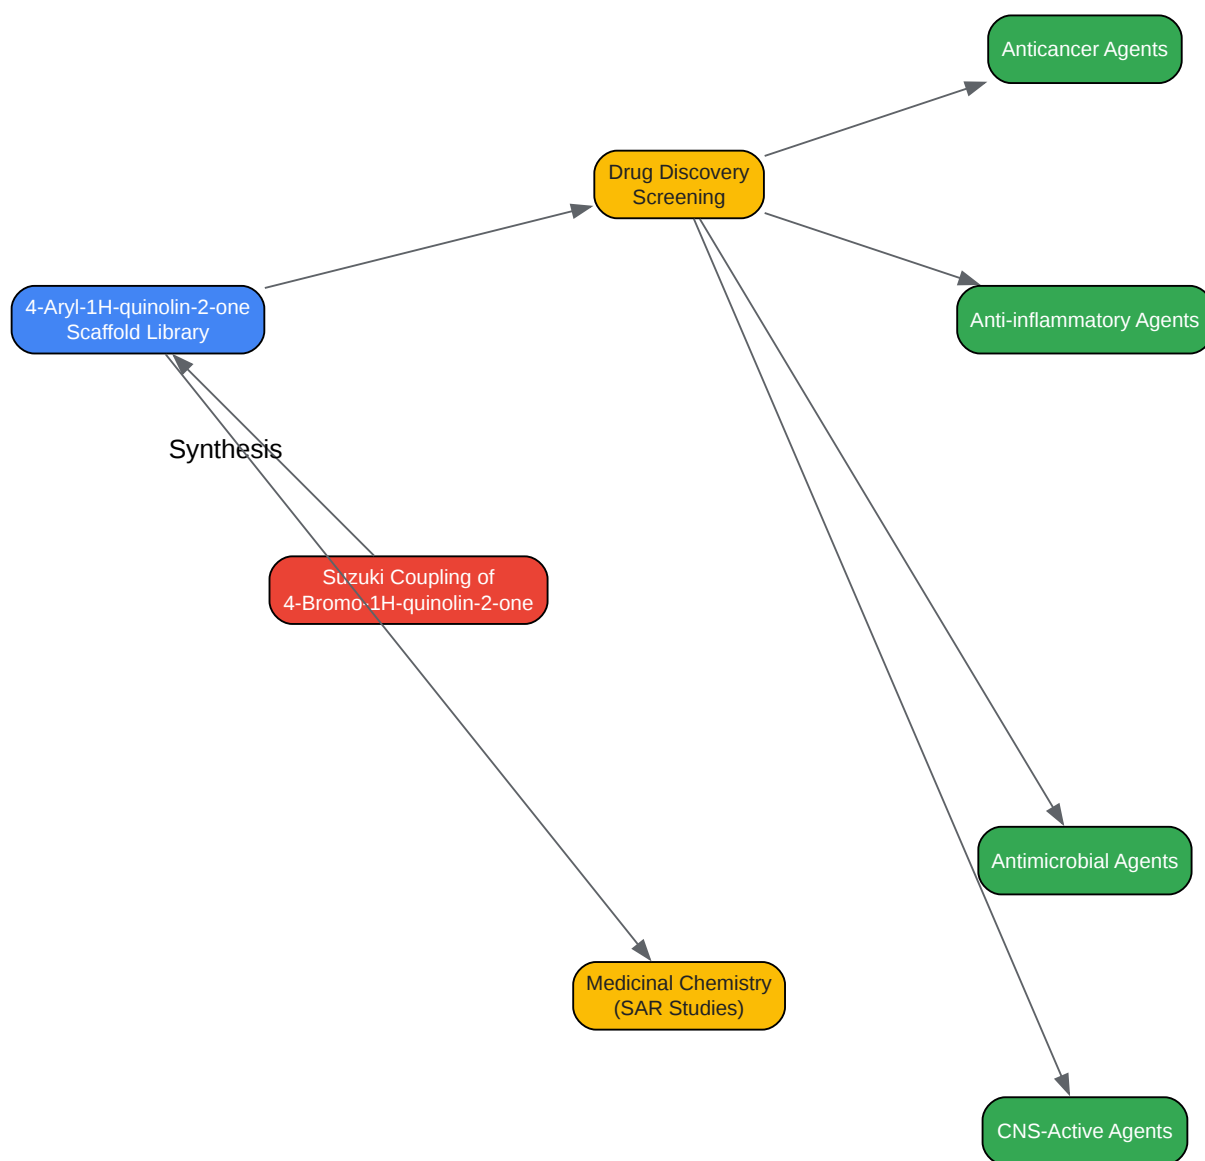 Anticancer Agents
Drug Discovery
Screening
4-Aryl-1H-quinolin-2-one
Scaffold Library
Anti-inflammatory Agents
Synthesis
Suzuki Coupling of
4-Bromo-1H-quinolin-2-one
Antimicrobial Agents
Medicinal Chemistry
(SAR Studies)
CNS-Active Agents